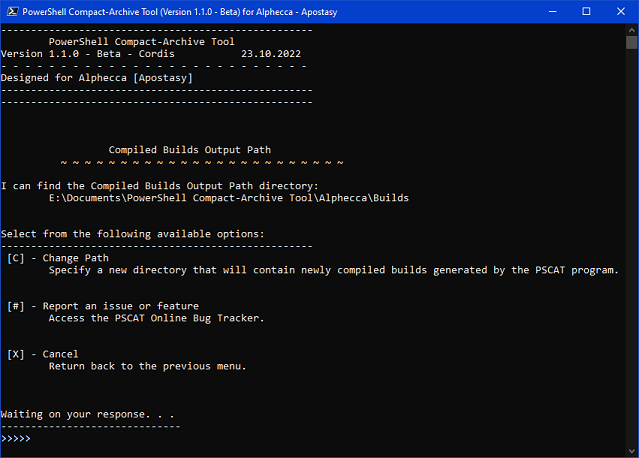 PowerShell Compact-Archive Tool (Version 1.1.0 - Beta) for Alphecca - Apostasy
----------------------------------------------------
PowerShell Compact-Archive Tool
Version 1.1.0 - Beta - Cordis 23.10.2022
- - - - - - - - - - - - - - - - - - - - - - - - - -
Designed for Alphecca [Apostasy]
----------------------------------------------------
----------------------------------------------------
Compiled Builds Output Path
~ ~ ~ ~ ~ ~ ~ ~ ~ ~ ~ ~ ~ ~ ~ ~ ~ ~ ~ ~ ~ ~ ~ ~
I can find the Compiled Builds Output Path directory:
E:\Documents\PowerShell Compact-Archive Tool\Alphecca\Builds
Select from the following available options:
----------------------------------------------------
[C] - Change Path
Specify a new directory that will contain newly compiled builds generated by the PSCAT program.
[#] - Report an issue or feature
Access the PSCAT Online Bug Tracker.
[X] - Cancel
Return back to the previous menu.
Waiting on your response. . .
------------------------------
>>>>>